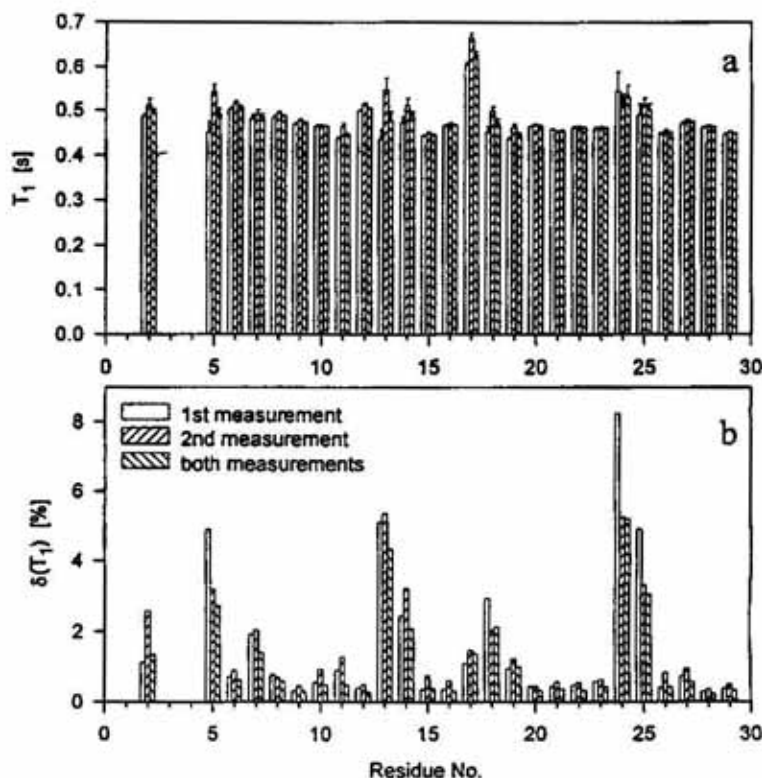 a
0.7
0.6
0.5
0.4
0.3
0.2
0.1
0.0
T₁ [s]
0 5 10 15 20 25 30
b
1st measurement
2nd measurement
both measurements
8
6
4
2
0
δ(T₁) [%]
0 5 10 15 20 25 30
Residue No.